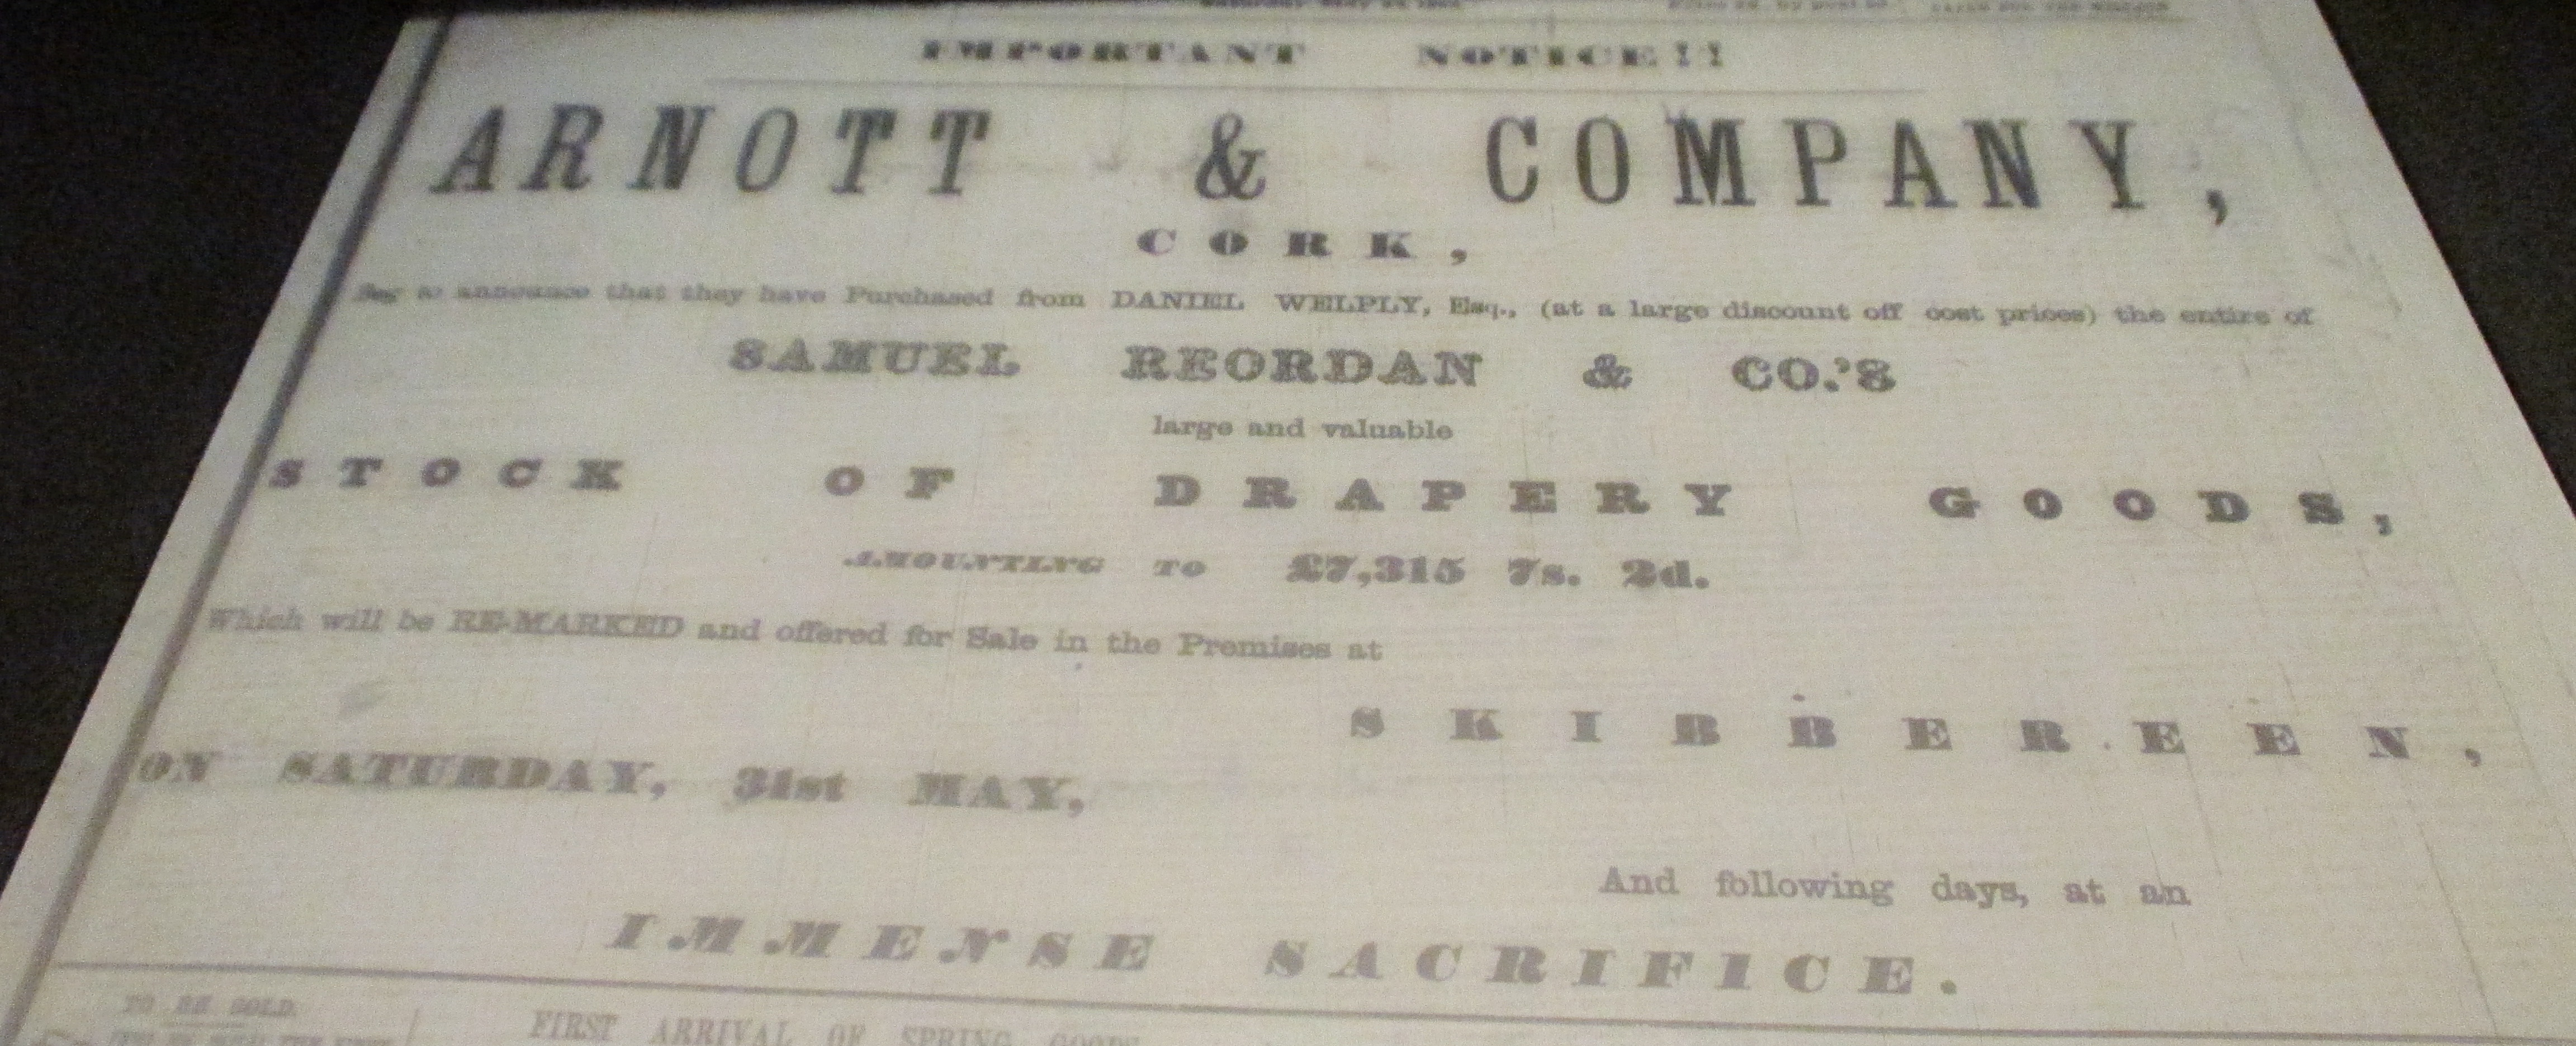 IMPORTANT NOTICE!!
ARNOTT & COMPANY,
CORK,
Beg to announce that they have Purchased from DANIEL WELPLY, Esq., (at a large discount off cost prices) the entire of
SAMUEL REORDAN & CO.'S
large and valuable
STOCK OF DRAPERY GOODS,
AMOUNTING TO £7,315 7s. 2d.
Which will be RE-MARKED and offered for Sale in the Premises at
SKIBBEREEN,
ON SATURDAY, 31st MAY,
And following days, at an
IMMENSE SACRIFICE.
TO BE SOLD.
FIRST ARRIVAL OF SPRING GOODS